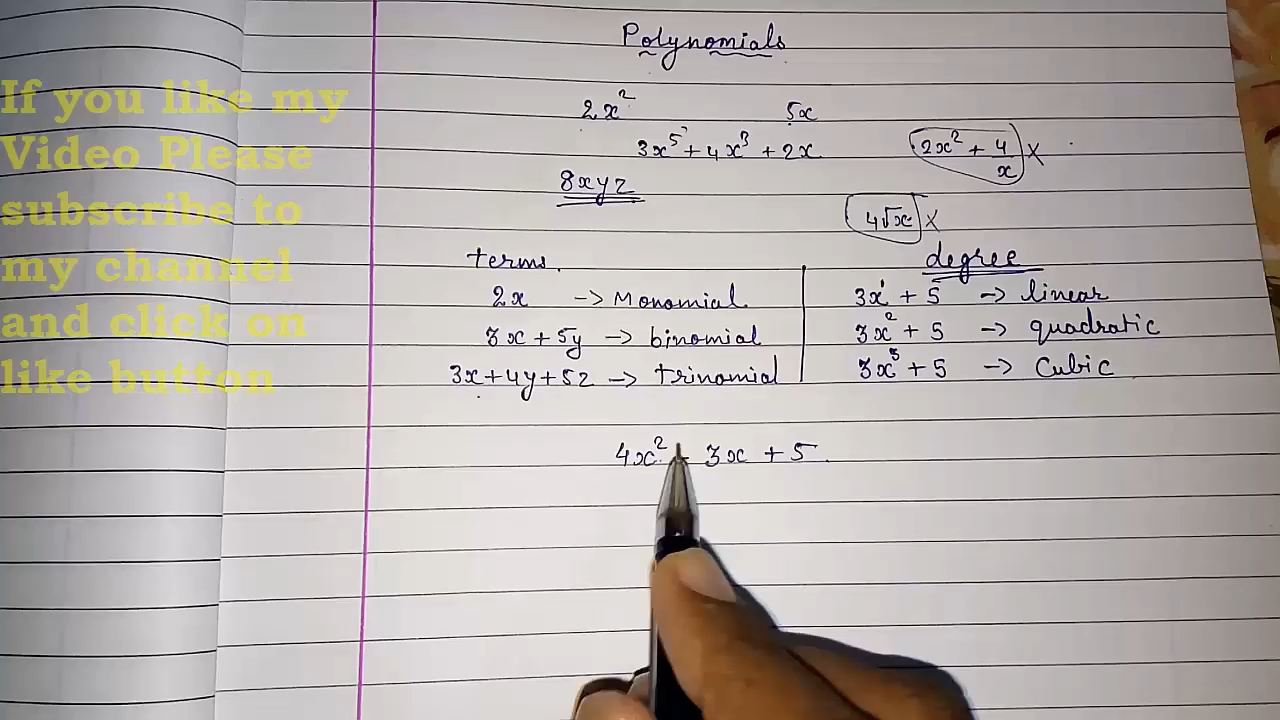 Polynomials
2x² 5x
3x⁵ + 4x³ + 2x
2x² + 4/x X
8xyz
4√x X
terms. degree
2x -> Monomial 3x¹ + 5 -> linear
3x + 5y -> binomial 3x² + 5 -> quadratic
3x+4y+5z -> trinomial 3x³ + 5 -> Cubic
4x² + 3x + 5.
If you like my
Video Please
subscribe to
my channel
and click on
like button